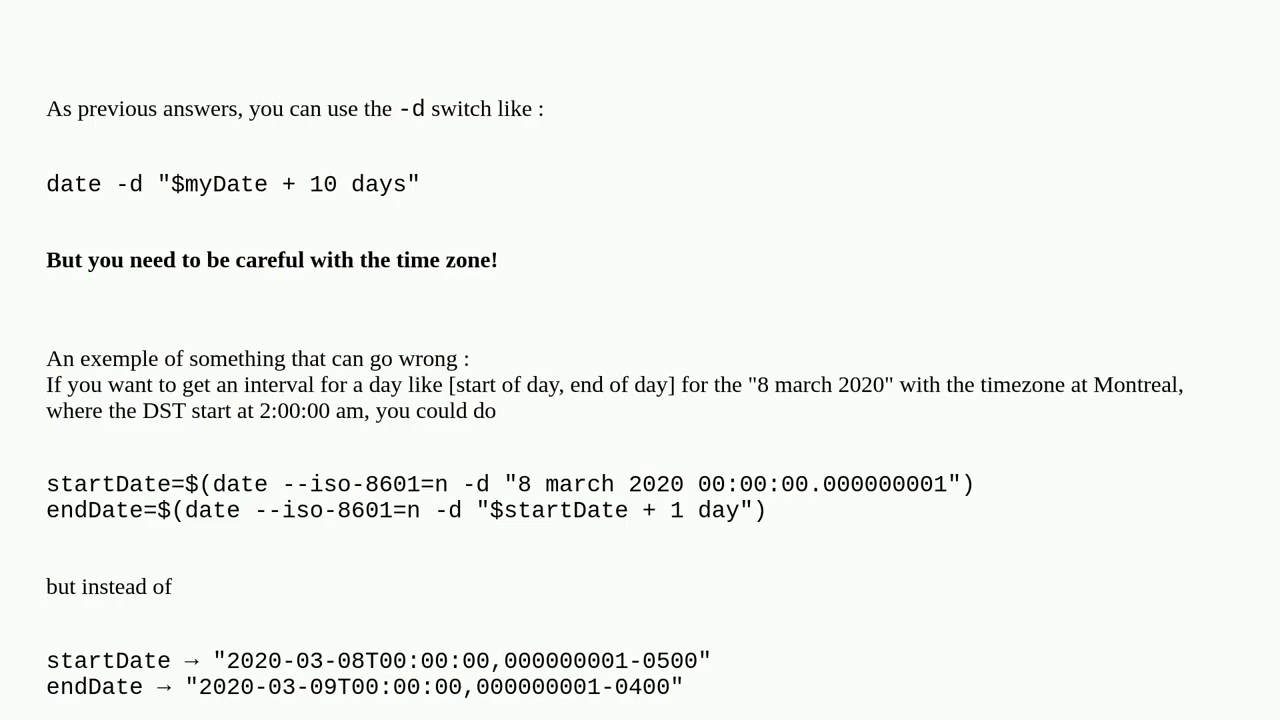 As previous answers, you can use the -d switch like :
date -d "$myDate + 10 days"
But you need to be careful with the time zone!
An exemple of something that can go wrong :
If you want to get an interval for a day like [start of day, end of day] for the "8 march 2020" with the timezone at Montreal,
where the DST start at 2:00:00 am, you could do
startDate=$(date --iso-8601=n -d "8 march 2020 00:00:00.000000001")
endDate=$(date --iso-8601=n -d "$startDate + 1 day")
but instead of
startDate → "2020-03-08T00:00:00,000000001-0500"
endDate → "2020-03-09T00:00:00,000000001-0400"